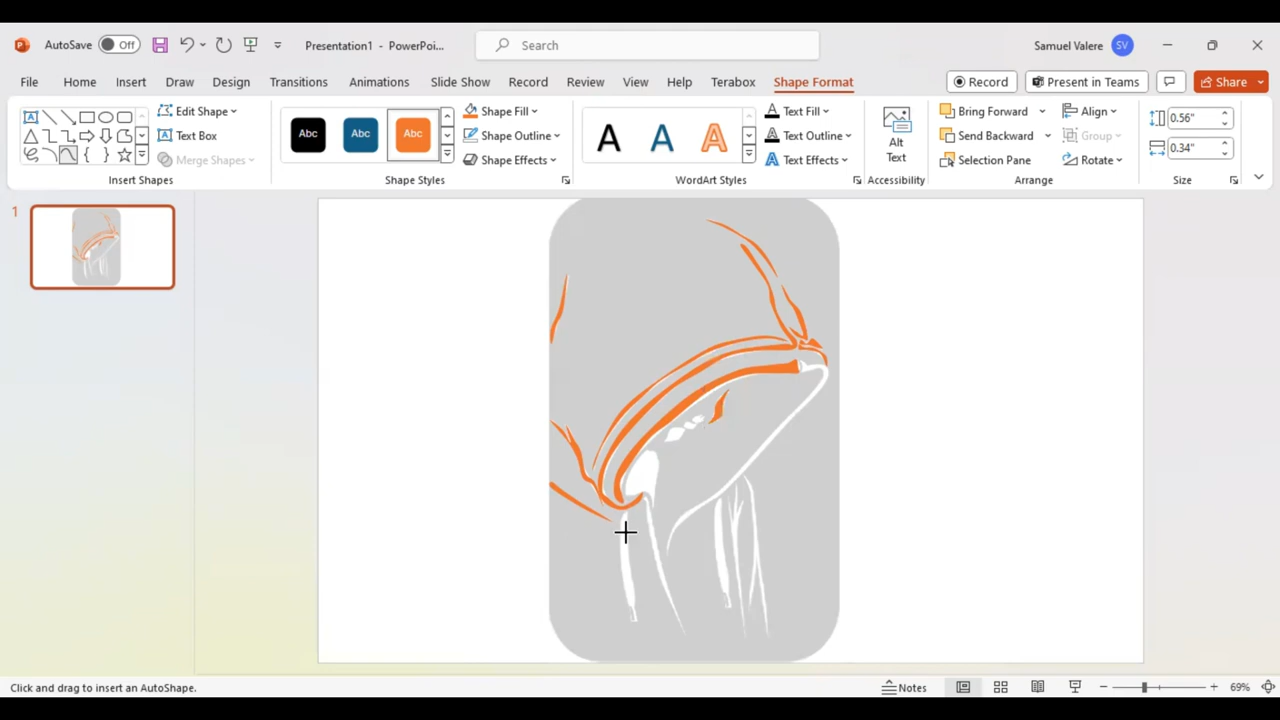 AutoSave Off Presentation1 - PowerPoi... Search Samuel Valere SV
File Home Insert Draw Design Transitions Animations Slide Show Record Review View Help Terabox Shape Format Record Present in Teams Share
Edit Shape Abc Abc Abc Shape Fill A A A Text Fill Bring Forward Align 0.56"
Text Box Shape Outline Text Outline Alt Text Send Backward Group 0.34"
Merge Shapes Shape Effects Text Effects Selection Pane Rotate
Insert Shapes Shape Styles WordArt Styles Accessibility Arrange Size
1
Click and drag to insert an AutoShape. Notes 69%